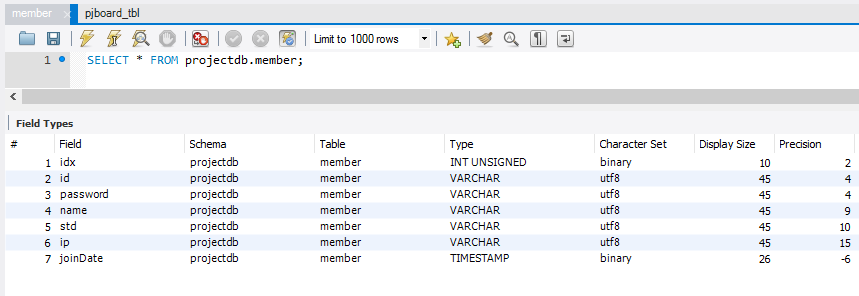 member pjboard_tbl
Limit to 1000 rows
1 SELECT * FROM projectdb.member;
Field Types
# Field Schema Table Type Character Set Display Size Precision
1 idx projectdb member INT UNSIGNED binary 10 2
2 id projectdb member VARCHAR utf8 45 4
3 password projectdb member VARCHAR utf8 45 4
4 name projectdb member VARCHAR utf8 45 9
5 std projectdb member VARCHAR utf8 45 10
6 ip projectdb member VARCHAR utf8 45 15
7 joinDate projectdb member TIMESTAMP binary 26 -6